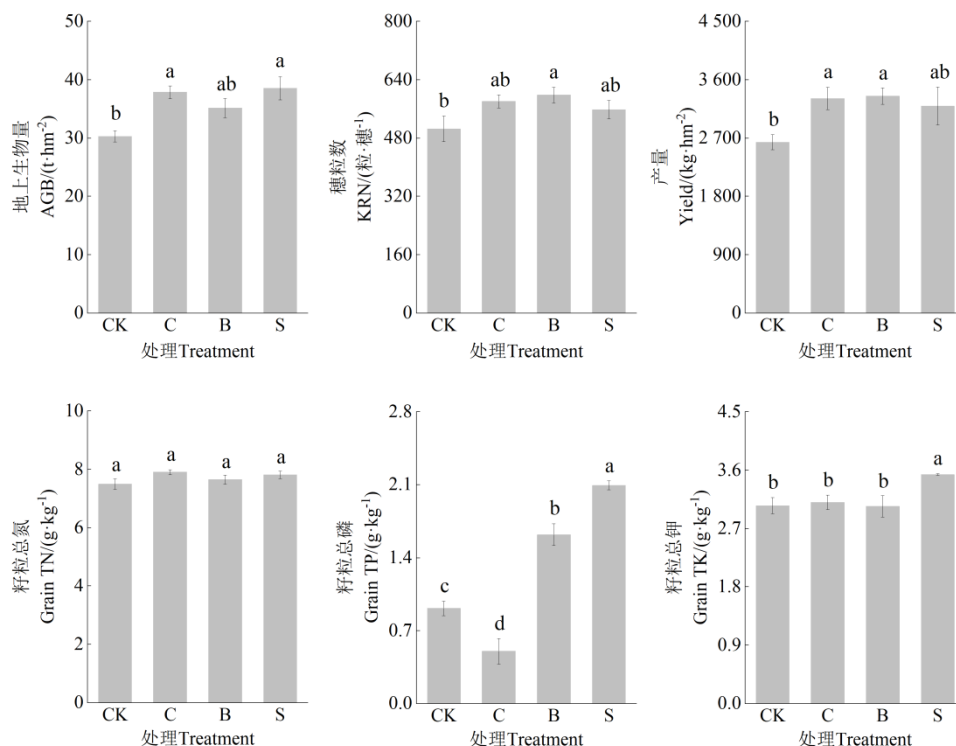 地上生物量
AGB/(t·hm⁻²)
50
40
30
20
10
0
b
a
ab
a
CK C B S
处理Treatment
穗粒数
KRN/(粒·穗⁻¹)
800
640
480
320
160
0
b
ab
a
ab
CK C B S
处理Treatment
产量
Yield/(kg·hm⁻²)
4 500
3 600
2 700
1 800
900
0
b
a
a
ab
CK C B S
处理Treatment
籽粒总氮
Grain TN/(g·kg⁻¹)
10
8
6
4
2
0
a
a
a
a
CK C B S
处理Treatment
籽粒总磷
Grain TP/(g·kg⁻¹)
2.8
2.1
1.4
0.7
0.0
c
d
b
a
CK C B S
处理Treatment
籽粒总钾
Grain TK/(g·kg⁻¹)
4.5
3.6
2.7
1.8
0.9
0.0
b
b
b
a
CK C B S
处理Treatment